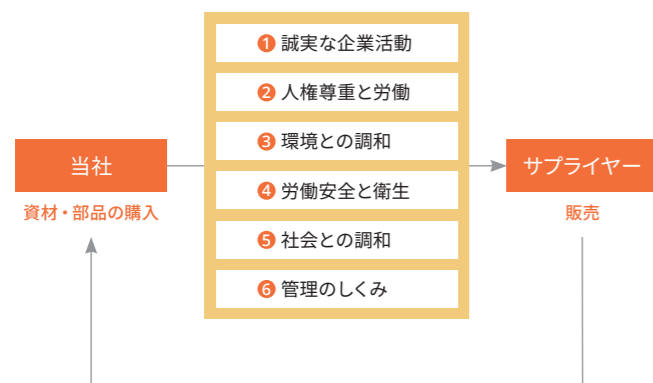 ❶ 誠実な企業活動
❷ 人権尊重と労働
❸ 環境との調和
❹ 労働安全と衛生
❺ 社会との調和
❻ 管理のしくみ
当社
資材・部品の購入
サプライヤー
販売